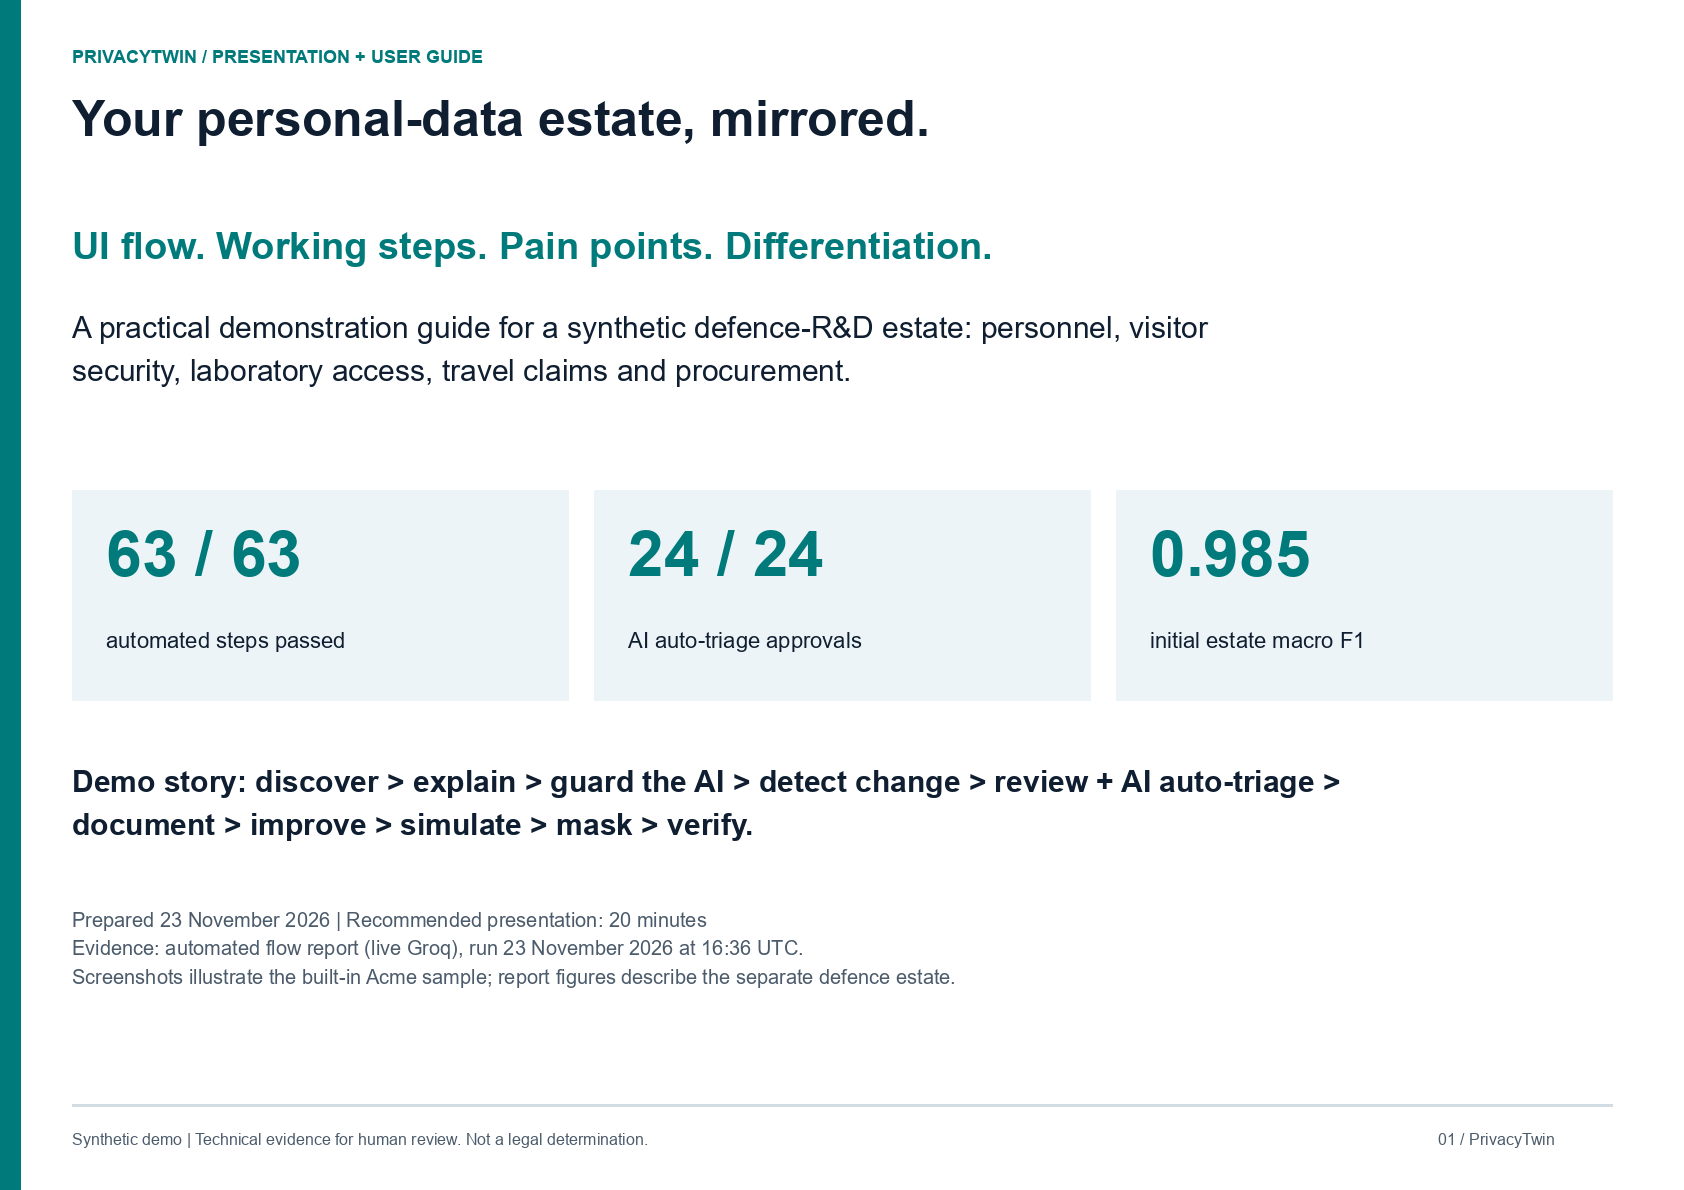 PRIVACYTWIN / PRESENTATION + USER GUIDE
Your personal-data estate, mirrored.
UI flow. Working steps. Pain points. Differentiation.
A practical demonstration guide for a synthetic defence-R&D estate: personnel, visitor
security, laboratory access, travel claims and procurement.
63 / 63
automated steps passed
24 / 24
AI auto-triage approvals
0.985
initial estate macro F1
Demo story: discover > explain > guard the AI > detect change > review + AI auto-triage >
document > improve > simulate > mask > verify.
Prepared 23 November 2026 | Recommended presentation: 20 minutes
Evidence: automated flow report (live Groq), run 23 November 2026 at 16:36 UTC.
Screenshots illustrate the built-in Acme sample; report figures describe the separate defence estate.
Synthetic demo | Technical evidence for human review. Not a legal determination.
01 / PrivacyTwin